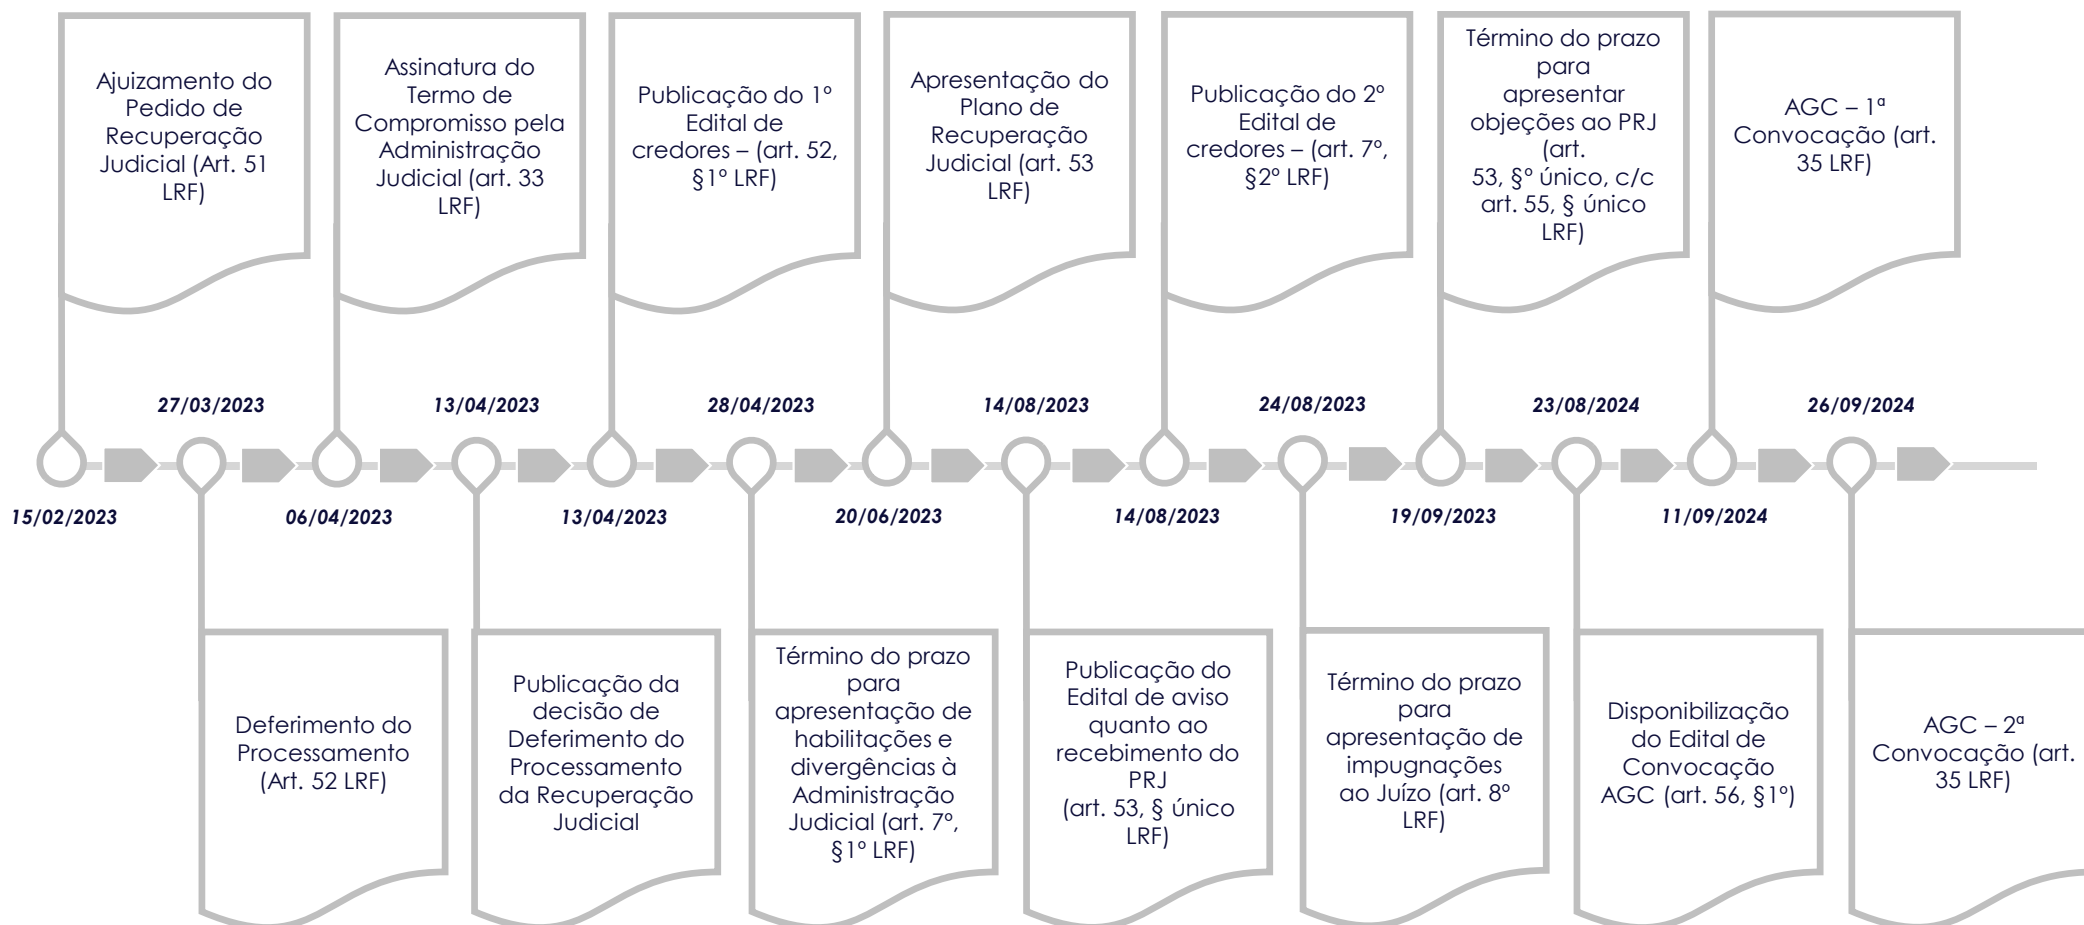 Ajuizamento do
Pedido de
Recuperação
Judicial (Art. 51
LRF)
Assinatura do
Termo de
Compromisso pela
Administração
Judicial (art. 33
LRF)
Publicação do 1º
Edital de
credores – (art. 52,
§1º LRF)
Apresentação do
Plano de
Recuperação
Judicial (art. 53
LRF)
Publicação do 2º
Edital de
credores – (art. 7º,
§2º LRF)
Término do prazo
para
apresentar
objeções ao PRJ
(art.
53, §º único, c/c
art. 55, § único
LRF)
AGC – 1ª
Convocação (art.
35 LRF)
27/03/2023
13/04/2023
28/04/2023
14/08/2023
24/08/2023
23/08/2024
26/09/2024
15/02/2023
06/04/2023
13/04/2023
20/06/2023
14/08/2023
19/09/2023
11/09/2024
Deferimento do
Processamento
(Art. 52 LRF)
Publicação da
decisão de
Deferimento do
Processamento
da Recuperação
Judicial
Término do prazo
para
apresentação de
habilitações e
divergências à
Administração
Judicial (art. 7º,
§1º LRF)
Publicação do
Edital de aviso
quanto ao
recebimento do
PRJ
(art. 53, § único
LRF)
Término do prazo
para
apresentação de
impugnações
ao Juízo (art. 8º
LRF)
Disponibilização
do Edital de
Convocação
AGC (art. 56, §1º)
AGC – 2ª
Convocação (art.
35 LRF)